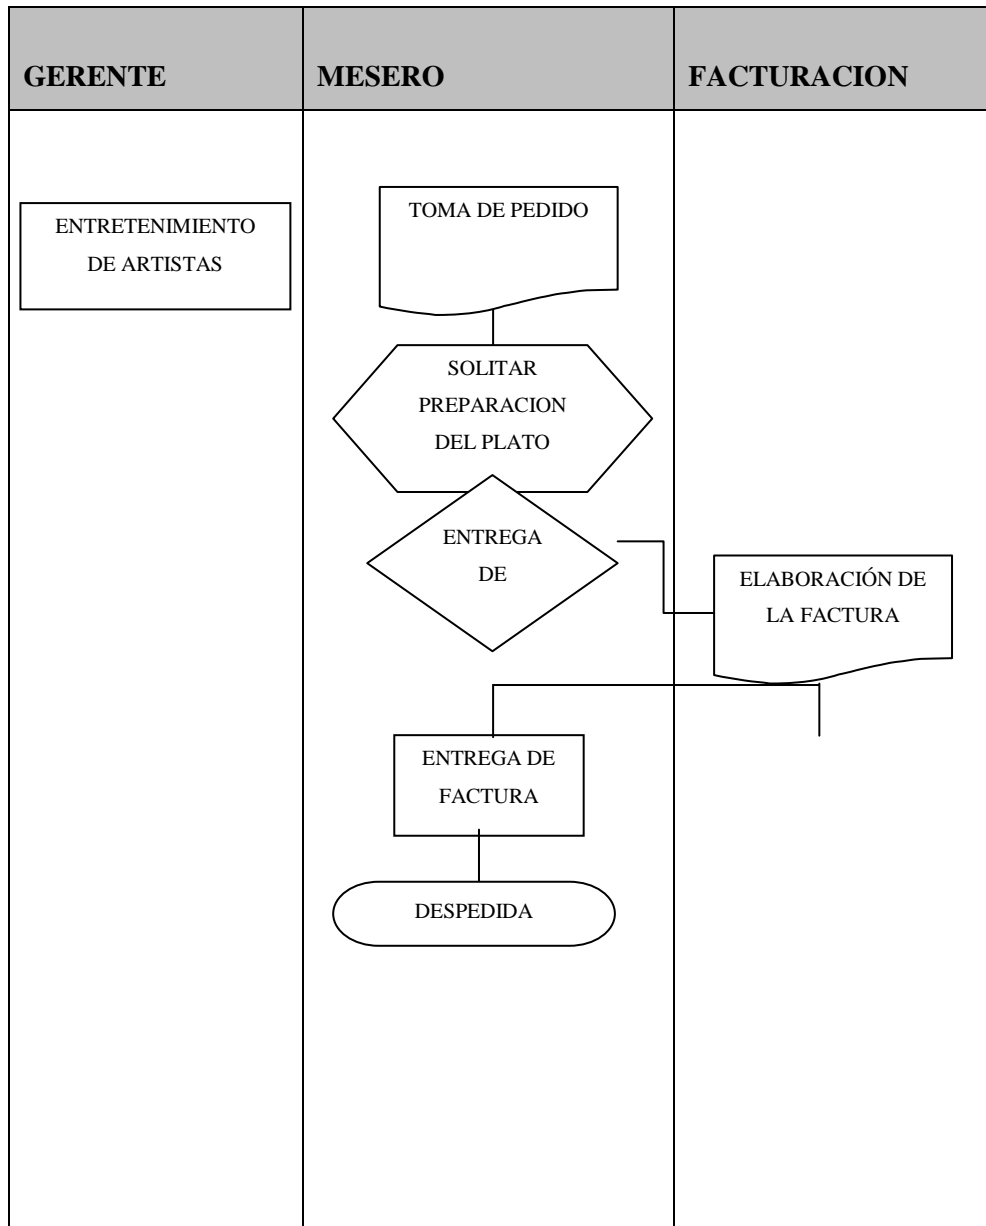 GERENTE
MESERO
FACTURACION
ENTRETENIMIENTO
DE ARTISTAS
TOMA DE PEDIDO
SOLITAR
PREPARACION
DEL PLATO
ENTREGA
DE
ELABORACIÓN DE
LA FACTURA
ENTREGA DE
FACTURA
DESPEDIDA